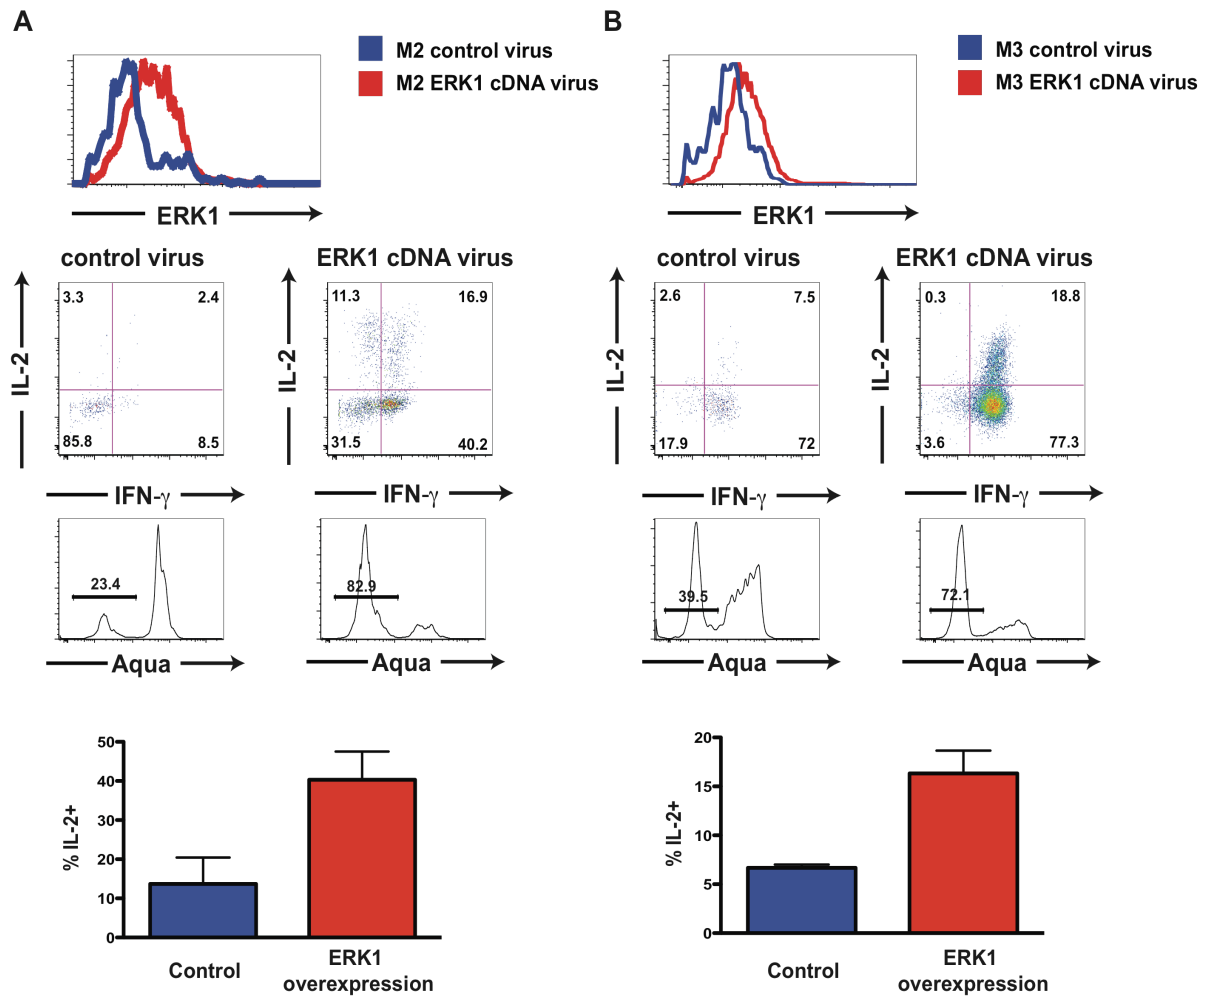 A
M2 control virus
M2 ERK1 cDNA virus
ERK1
control virus
ERK1 cDNA virus
IL-2
3.3 2.4
85.8 8.5
IFN-γ
IL-2
11.3 16.9
31.5 40.2
IFN-γ
23.4
Aqua
82.9
Aqua
% IL-2+
50
40
30
20
10
0
Control
ERK1
overexpression
B
M3 control virus
M3 ERK1 cDNA virus
ERK1
control virus
ERK1 cDNA virus
IL-2
2.6 7.5
17.9 72
IFN-γ
IL-2
0.3 18.8
3.6 77.3
IFN-γ
39.5
Aqua
72.1
Aqua
% IL-2+
20
15
10
5
0
Control
ERK1
overexpression